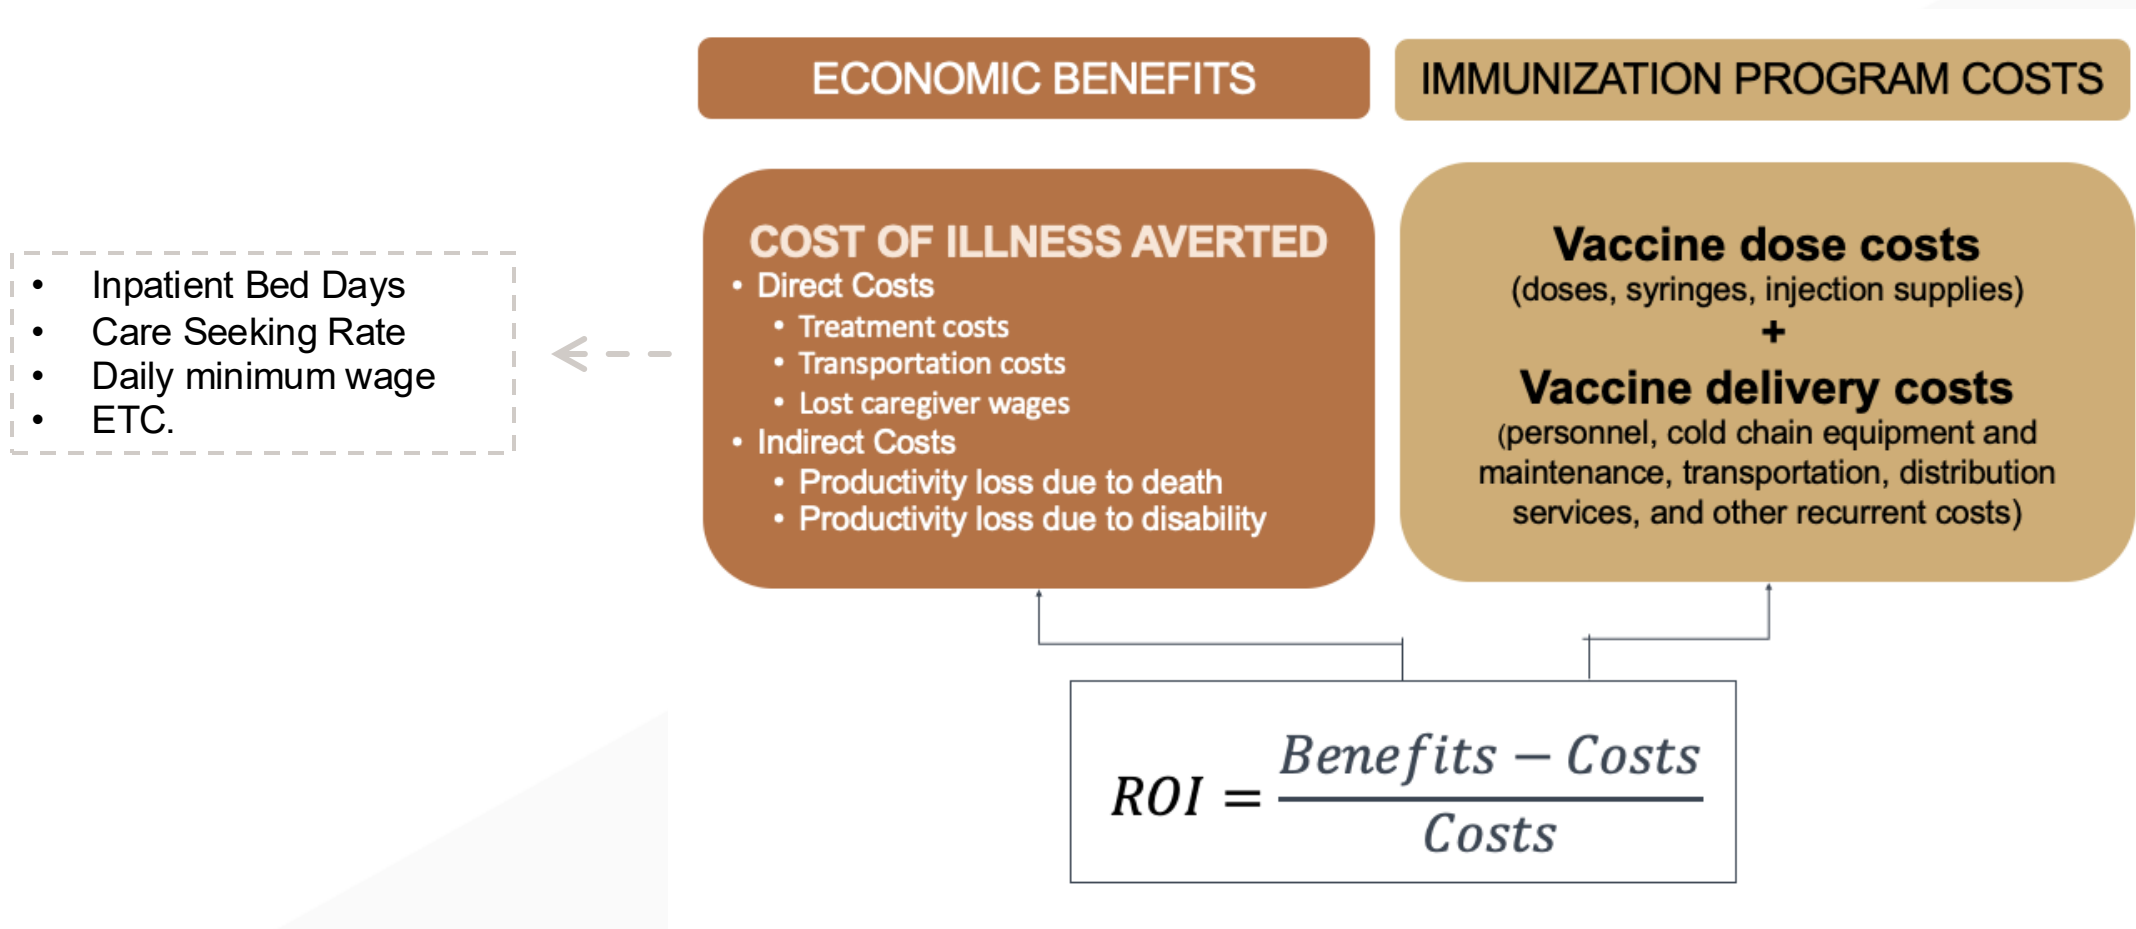 ECONOMIC BENEFITS
IMMUNIZATION PROGRAM COSTS
• Inpatient Bed Days
• Care Seeking Rate
• Daily minimum wage
• ETC.
COST OF ILLNESS AVERTED
• Direct Costs
• Treatment costs
• Transportation costs
• Lost caregiver wages
• Indirect Costs
• Productivity loss due to death
• Productivity loss due to disability
Vaccine dose costs
(doses, syringes, injection supplies)
+
Vaccine delivery costs
(personnel, cold chain equipment and
maintenance, transportation, distribution
services, and other recurrent costs)
Benefits − Costs
ROI =
Costs